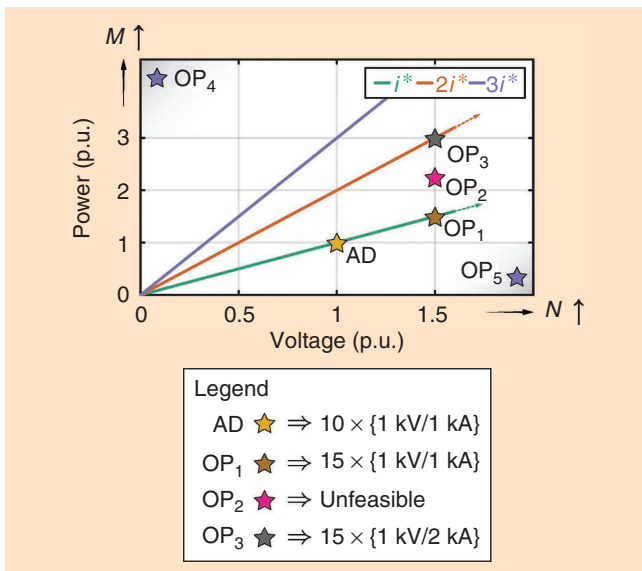 M ↑
OP4
i* 2i* 3i*
3
OP3
2
OP2
Power (p.u.)
OP1
1
AD
OP5
0
0 0.5 1 1.5 N ↑
Voltage (p.u.)
Legend
AD ⇒ 10 × {1 kV/1 kA}
OP1 ⇒ 15 × {1 kV/1 kA}
OP2 ⇒ Unfeasible
OP3 ⇒ 15 × {1 kV/2 kA}